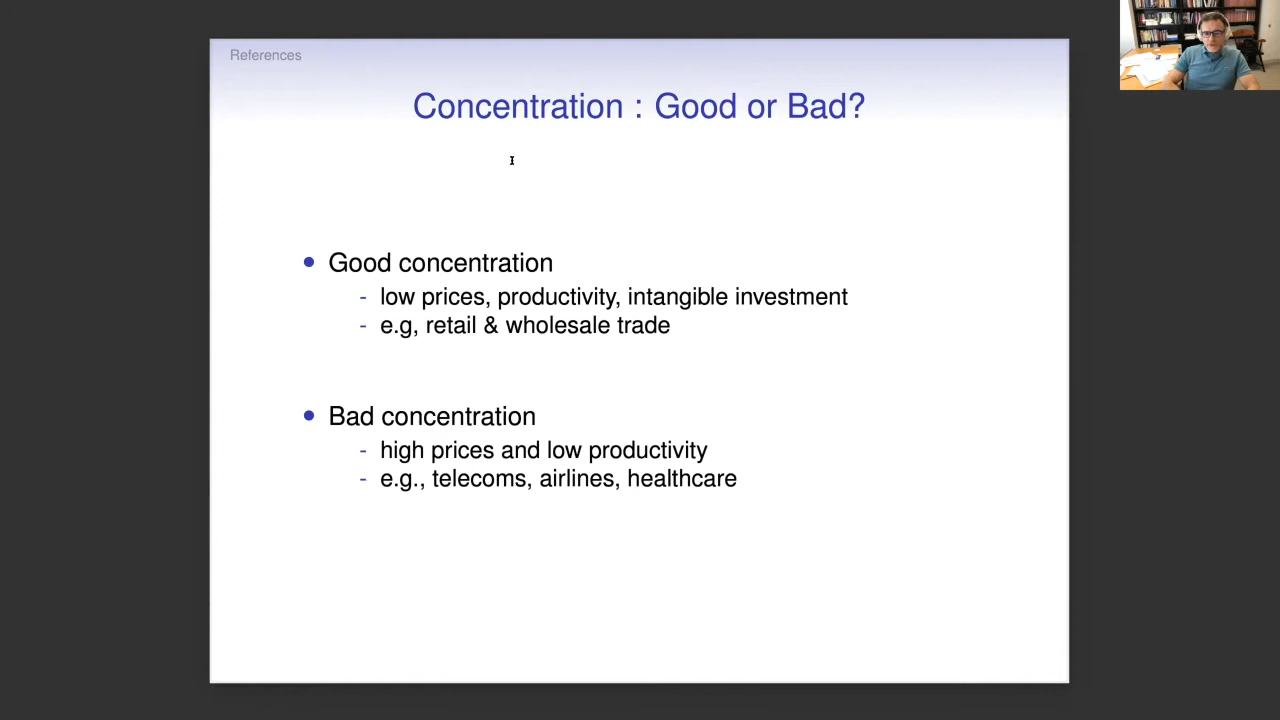 References
Concentration : Good or Bad?
• Good concentration
- low prices, productivity, intangible investment
- e.g, retail & wholesale trade
• Bad concentration
- high prices and low productivity
- e.g., telecoms, airlines, healthcare